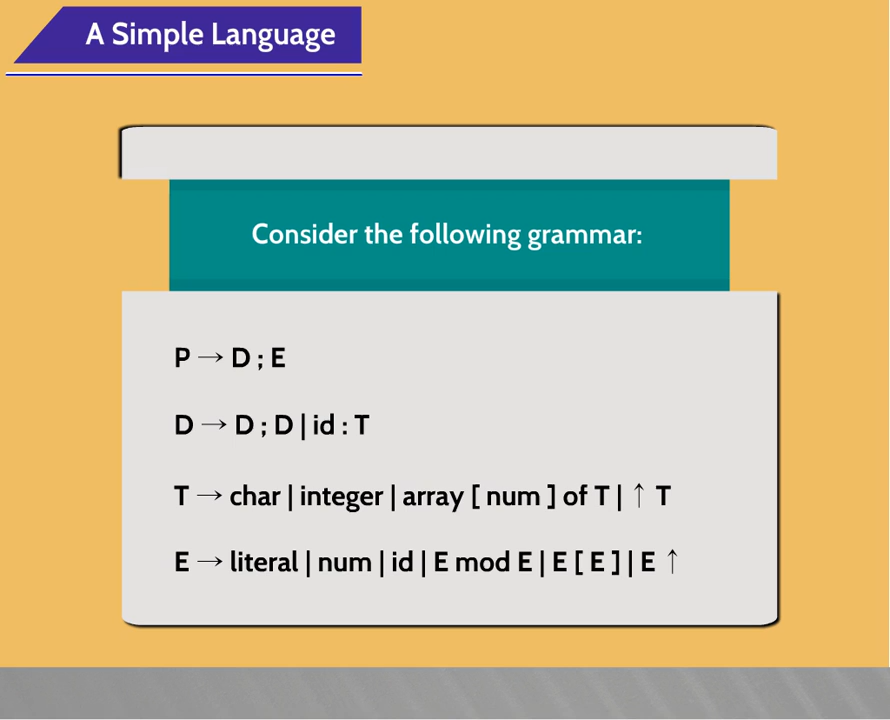 A Simple Language
Consider the following grammar:
P → D ; E
D → D ; D | id : T
T → char | integer | array [ num ] of T | ↑ T
E → literal | num | id | E mod E | E [ E ] | E ↑